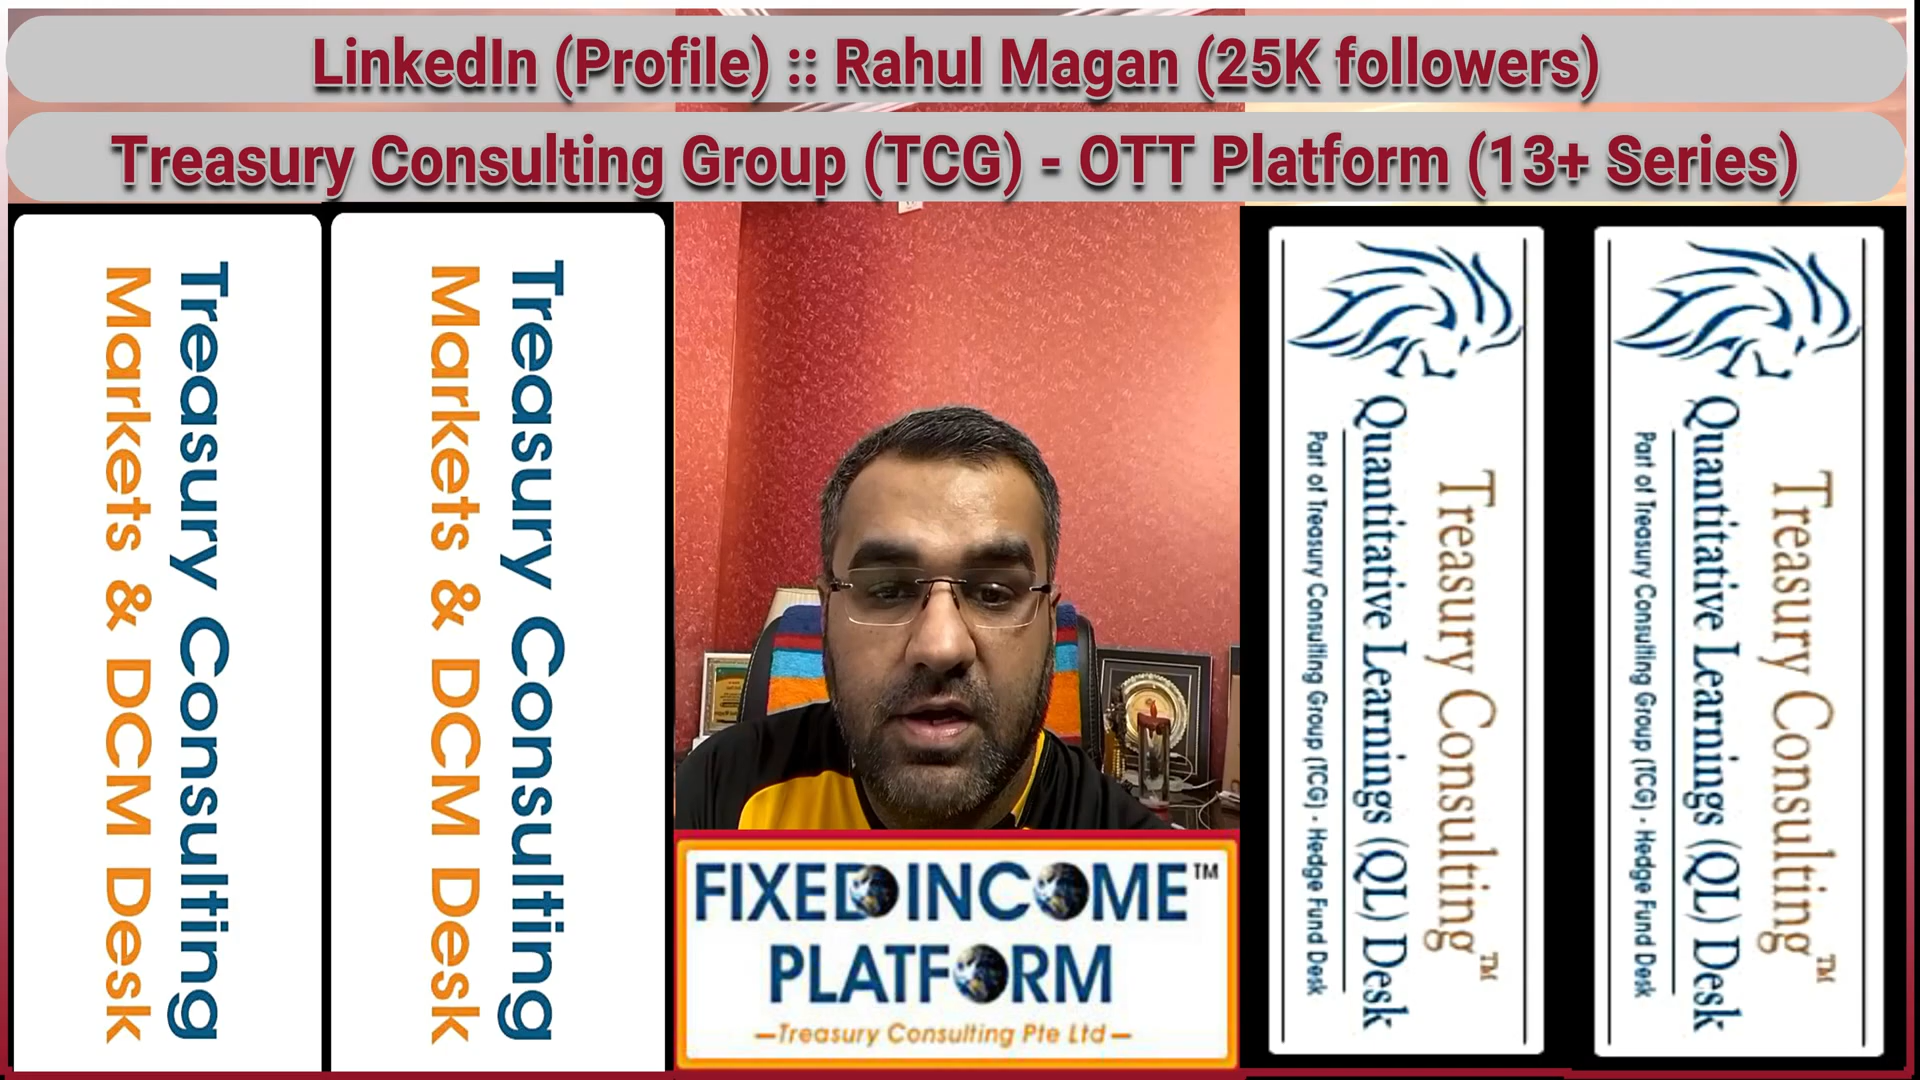 LinkedIn (Profile) :: Rahul Magan (25K followers)
Treasury Consulting Group (TCG) - OTT Platform (13+ Series)
Treasury Consulting
Markets & DCM Desk
Treasury Consulting
Markets & DCM Desk
FIXED INCOME™
PLATFORM
—Treasury Consulting Pte Ltd—
Treasury Consulting™
Quantitative Learnings (QL) Desk
Part of Treasury Consulting Group (TCG) - Hedge Fund Desk
Treasury Consulting™
Quantitative Learnings (QL) Desk
Part of Treasury Consulting Group (TCG) - Hedge Fund Desk